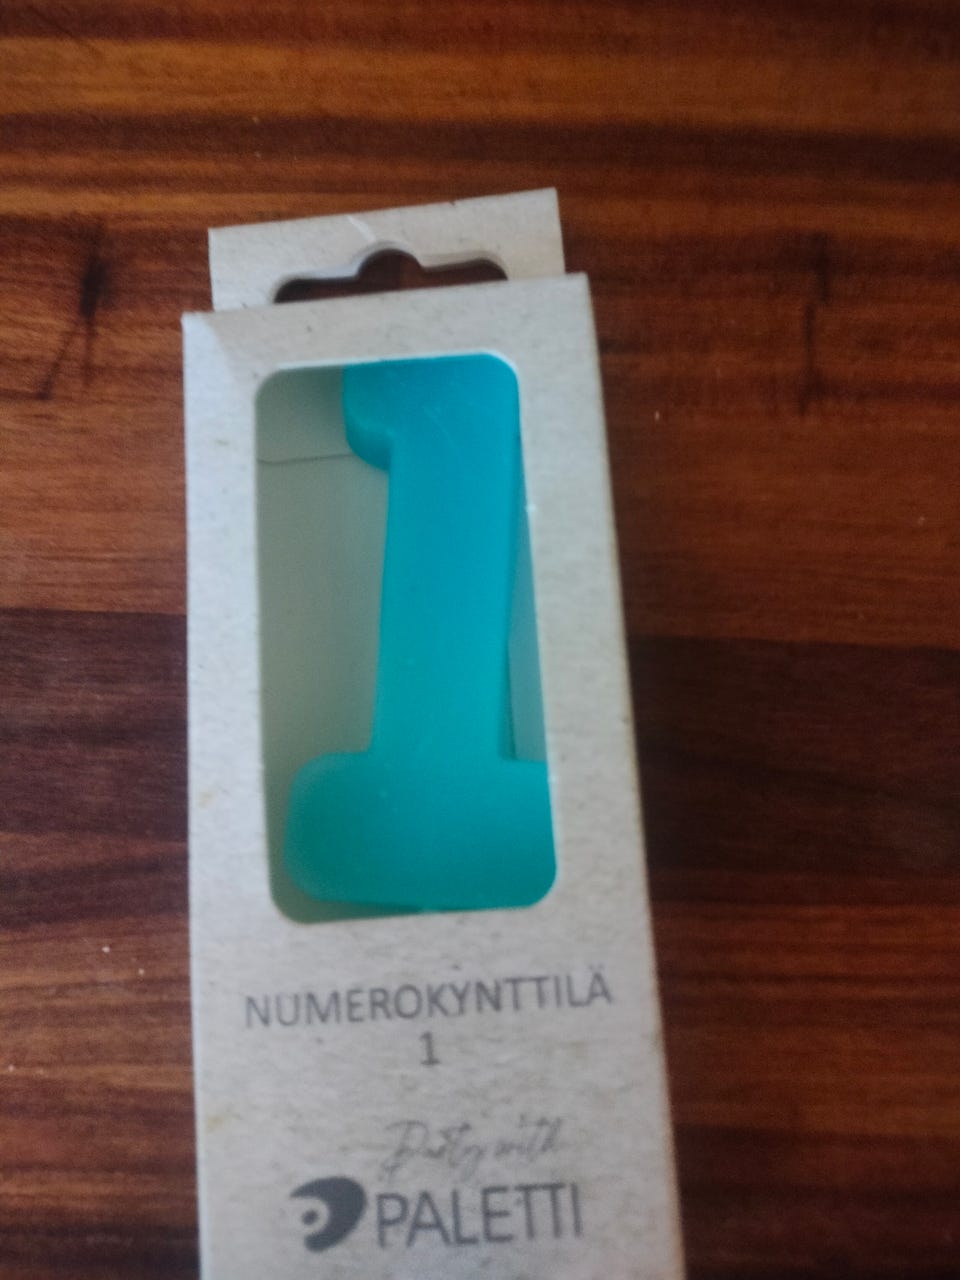 NUMEROKYNTTILÄ
1
Party with
PALETTI